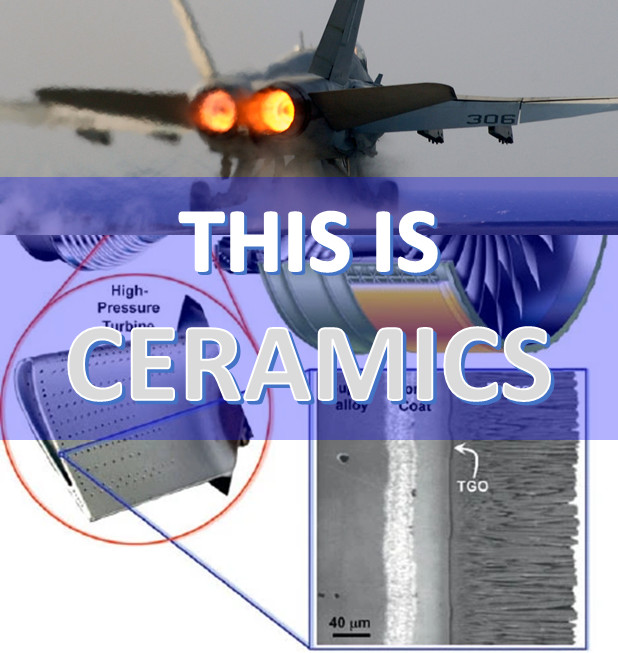 306
THIS IS
High-
Pressure
Turbine
CERAMICS
alloy
Coat
TGO
40 µm